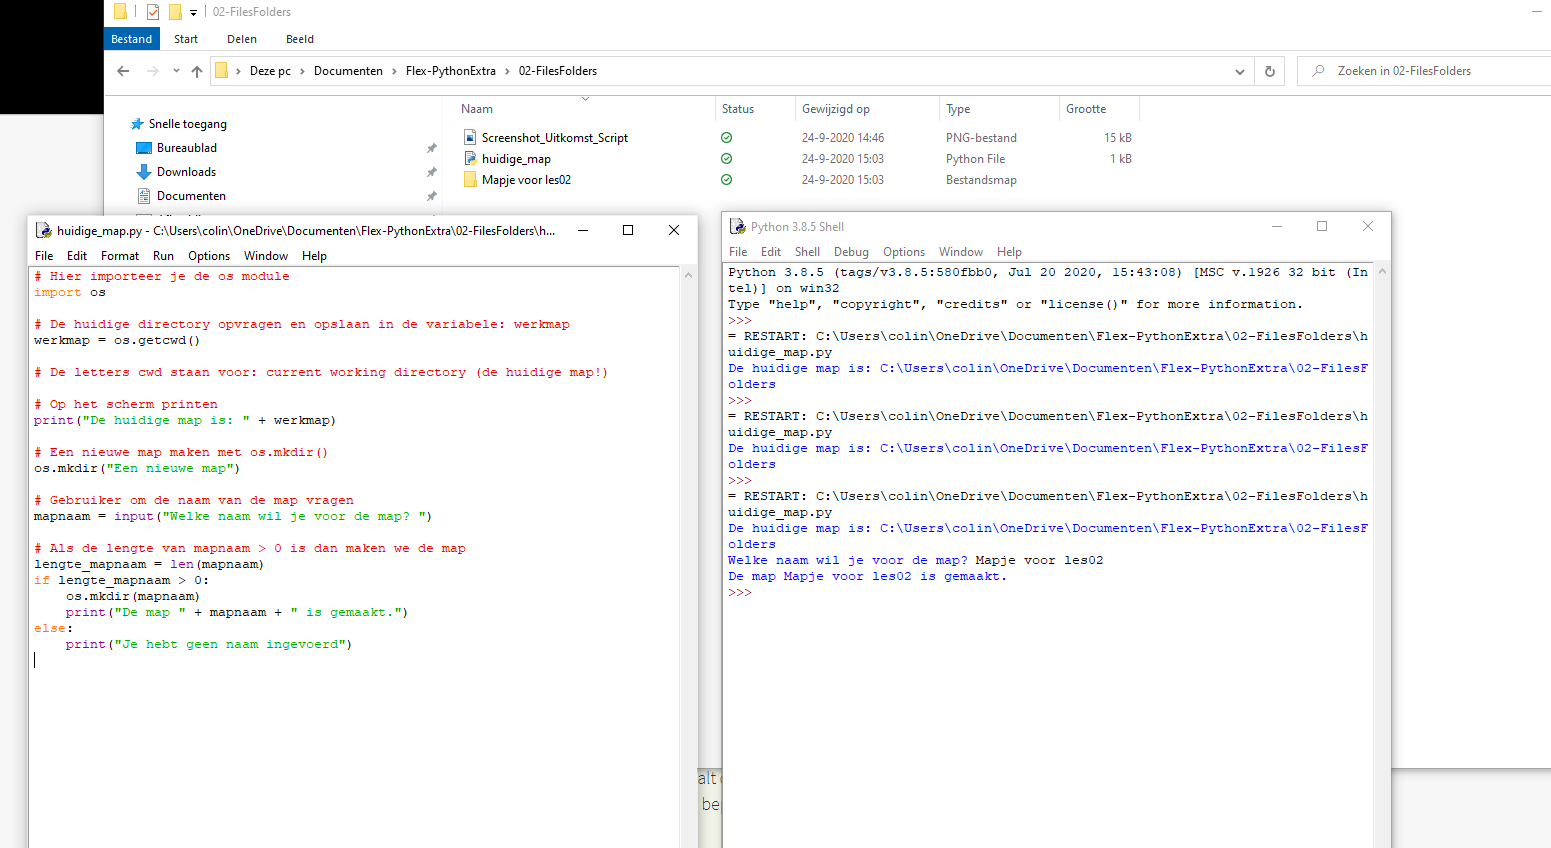 02-FilesFolders
Bestand Start Delen Beeld
Deze pc Documenten Flex-PythonExtra 02-FilesFolders
Zoeken in 02-FilesFolders
Naam Status Gewijzigd op Type Grootte
Snelle toegang
Bureaublad
Downloads
Documenten
Screenshot_Uitkomst_Script 24-9-2020 14:46 PNG-bestand 15 kB
huidige_map 24-9-2020 15:03 Python File 1 kB
Mapje voor les02 24-9-2020 15:03 Bestandsmap
huidige_map.py - C:\Users\colin\OneDrive\Documenten\Flex-PythonExtra\02-FilesFolders\h...
File Edit Format Run Options Window Help
# Hier importeer je de os module
import os
# De huidige directory opvragen en opslaan in de variabele: werkmap
werkmap = os.getcwd()
# De letters cwd staan voor: current working directory (de huidige map!)
# Op het scherm printen
print("De huidige map is: " + werkmap)
# Een nieuwe map maken met os.mkdir()
os.mkdir("Een nieuwe map")
# Gebruiker om de naam van de map vragen
mapnaam = input("Welke naam wil je voor de map? ")
# Als de lengte van mapnaam > 0 is dan maken we de map
lengte_mapnaam = len(mapnaam)
if lengte_mapnaam > 0:
    os.mkdir(mapnaam)
    print("De map " + mapnaam + " is gemaakt.")
else:
    print("Je hebt geen naam ingevoerd")
Python 3.8.5 Shell
File Edit Shell Debug Options Window Help
Python 3.8.5 (tags/v3.8.5:580fbb0, Jul 20 2020, 15:43:08) [MSC v.1926 32 bit (In
tel)] on win32
Type "help", "copyright", "credits" or "license()" for more information.
>>>
= RESTART: C:\Users\colin\OneDrive\Documenten\Flex-PythonExtra\02-FilesFolders\h
uidige_map.py
De huidige map is: C:\Users\colin\OneDrive\Documenten\Flex-PythonExtra\02-FilesF
olders
>>>
= RESTART: C:\Users\colin\OneDrive\Documenten\Flex-PythonExtra\02-FilesFolders\h
uidige_map.py
De huidige map is: C:\Users\colin\OneDrive\Documenten\Flex-PythonExtra\02-FilesF
olders
>>>
= RESTART: C:\Users\colin\OneDrive\Documenten\Flex-PythonExtra\02-FilesFolders\h
uidige_map.py
De huidige map is: C:\Users\colin\OneDrive\Documenten\Flex-PythonExtra\02-FilesF
olders
Welke naam wil je voor de map? Mapje voor les02
De map Mapje voor les02 is gemaakt.
>>>